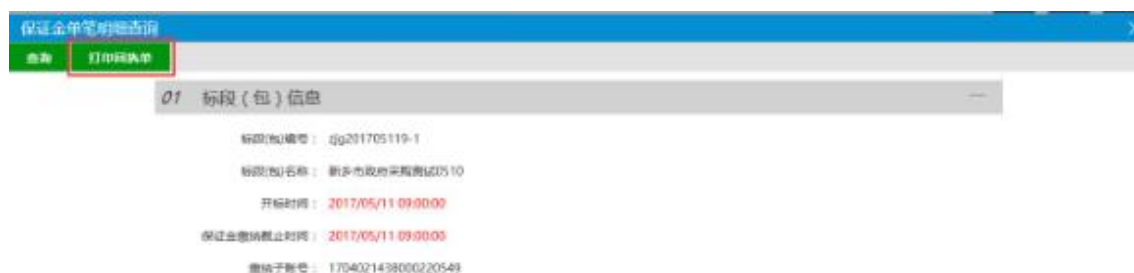 保证金单笔明细查询
查询 打印回执单
01 标段（包）信息
标段(包)编号： zjg201705119-1
标段(包)名称： 新乡市政府采购测试0510
开标时间： 2017/05/11 09:00:00
保证金缴纳截止时间： 2017/05/11 09:00:00
缴纳子账号： 1704021438000220549